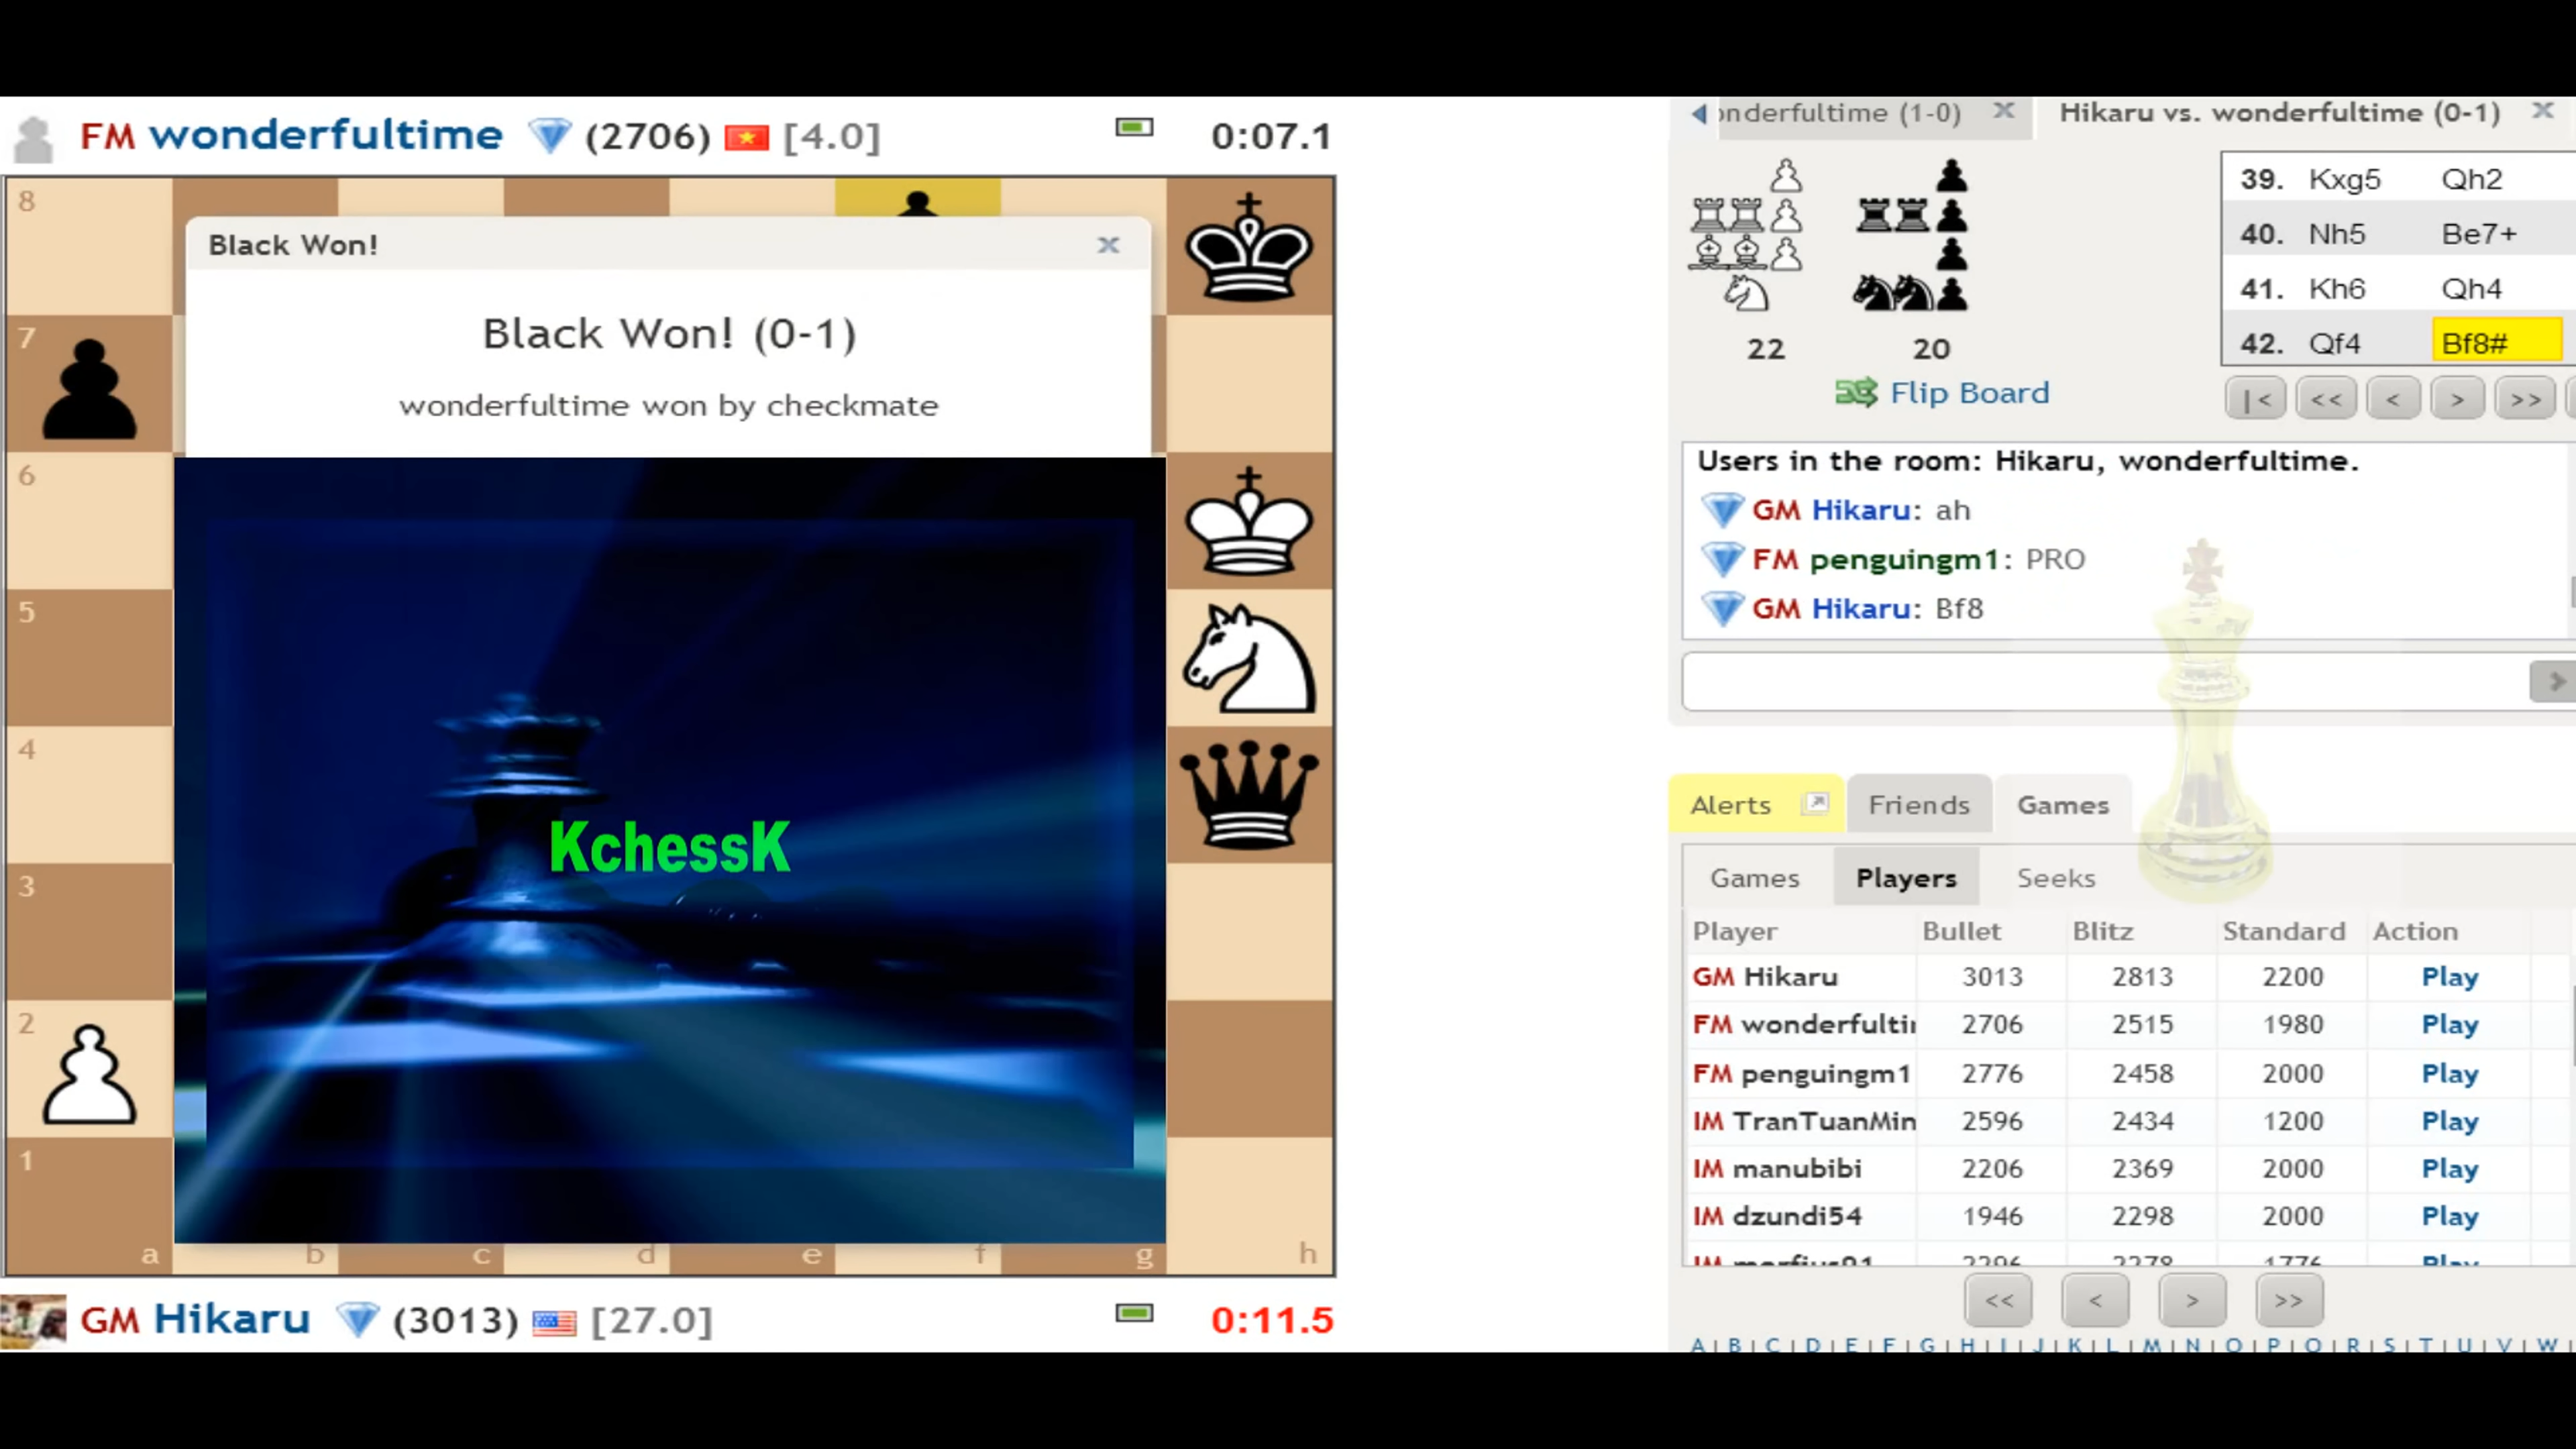 FM wonderfultime (2706) [4.0] 0:07.1
8
7
6
5
4
3
2
1
a b c d e f g h
Black Won!
Black Won! (0-1)
wonderfultime won by checkmate
KchessK
GM Hikaru (3013) [27.0] 0:11.5
onderfultime (1-0) Hikaru vs. wonderfultime (0-1)
22 20
Flip Board
39. Kxg5 Qh2
40. Nh5 Be7+
41. Kh6 Qh4
42. Qf4 Bf8#
|< << < > >>
Users in the room: Hikaru, wonderfultime.
GM Hikaru: ah
FM penguingm1: PRO
GM Hikaru: Bf8
Alerts Friends Games
Games Players Seeks
Player Bullet Blitz Standard Action
GM Hikaru 3013 2813 2200 Play
FM wonderfulti 2706 2515 1980 Play
FM penguingm1 2776 2458 2000 Play
IM TranTuanMin 2596 2434 1200 Play
IM manubibi 2206 2369 2000 Play
IM dzundi54 1946 2298 2000 Play
<< < > >>
A | B | C | D | E | F | G | H | I | J | K | L | M | N | O | P | Q | R | S | T | U | V | W